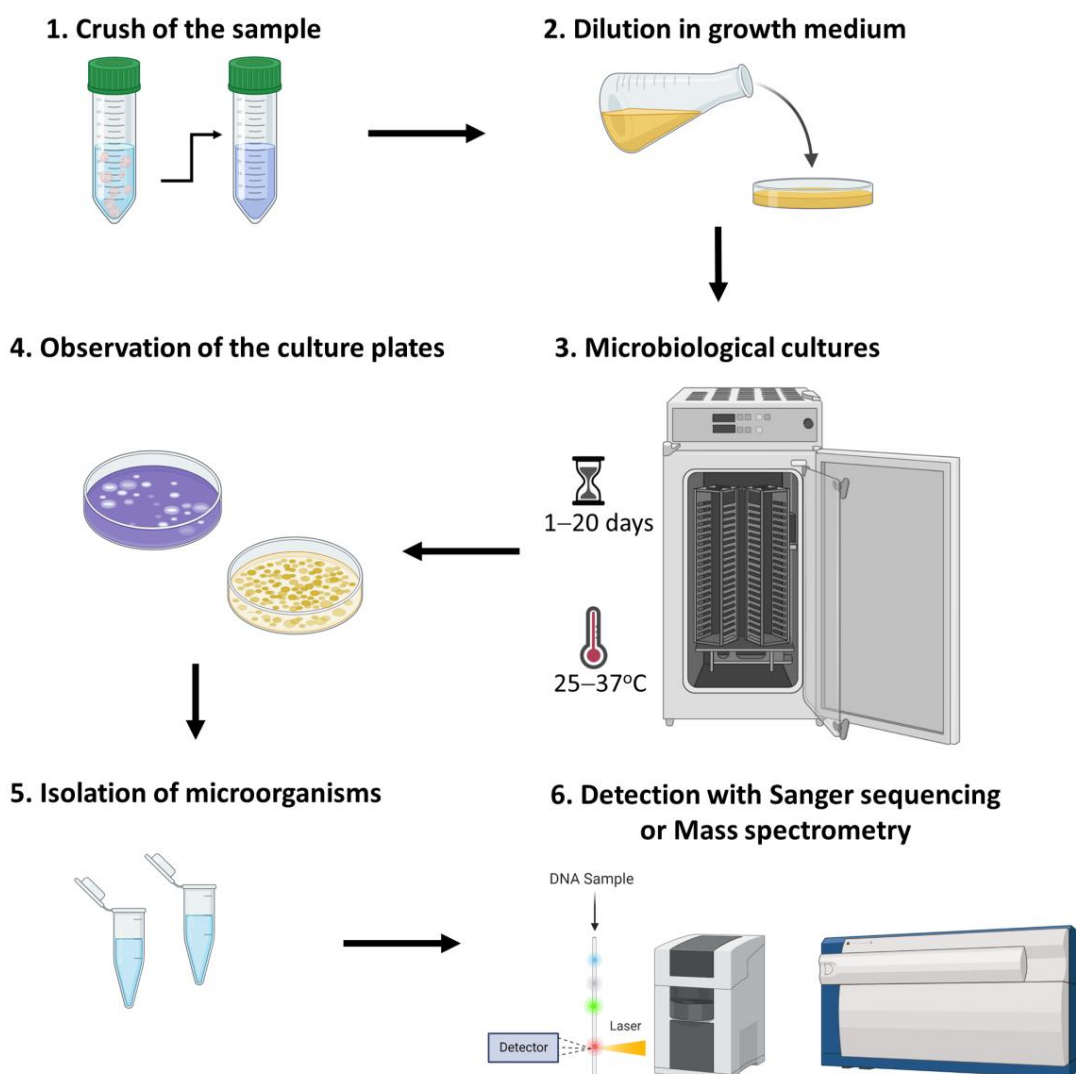 1. Crush of the sample
2. Dilution in growth medium
3. Microbiological cultures
1–20 days
25–37°C
4. Observation of the culture plates
5. Isolation of microorganisms
6. Detection with Sanger sequencing
or Mass spectrometry
DNA Sample
Laser
Detector